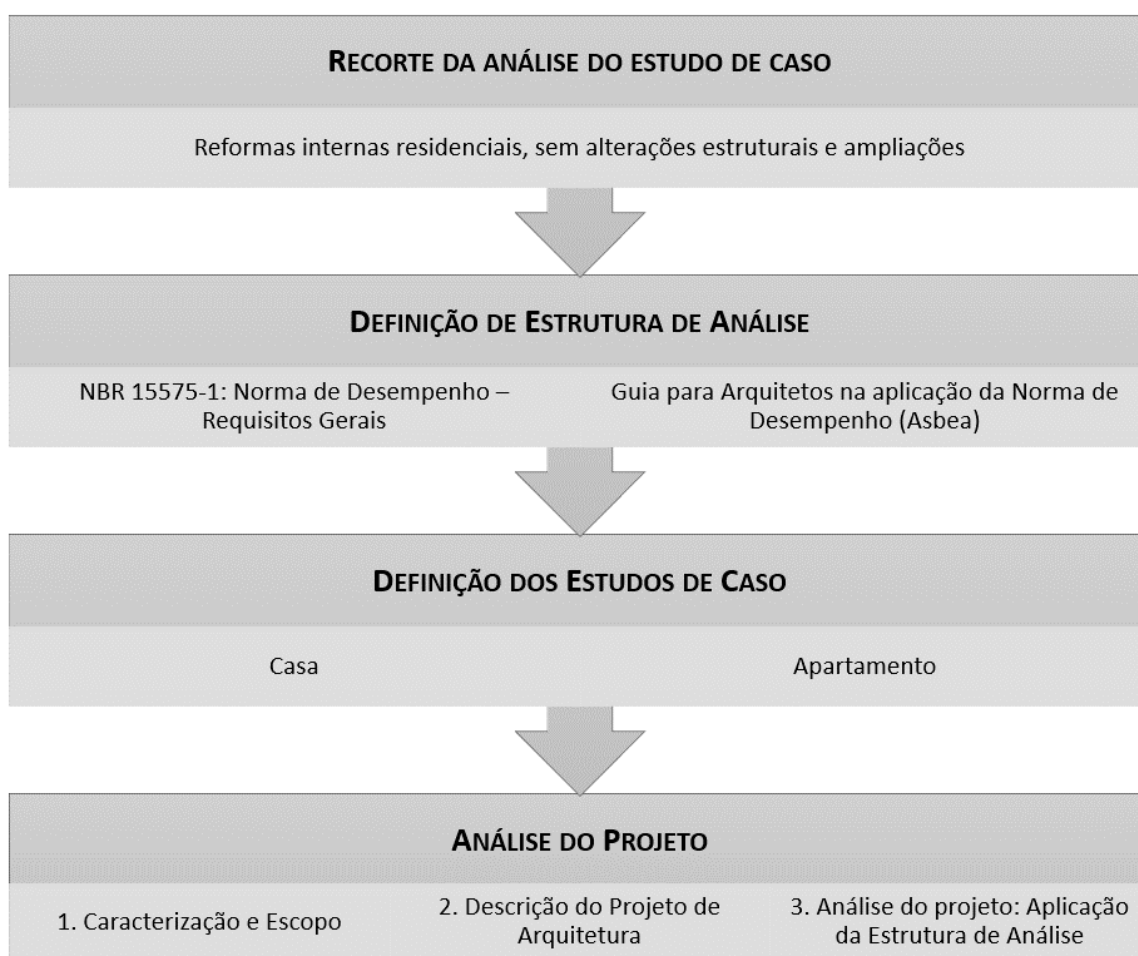 RECORTE DA ANÁLISE DO ESTUDO DE CASO
Reformas internas residenciais, sem alterações estruturais e ampliações
DEFINIÇÃO DE ESTRUTURA DE ANÁLISE
NBR 15575-1: Norma de Desempenho –
Requisitos Gerais
Guia para Arquitetos na aplicação da Norma de
Desempenho (Asbea)
DEFINIÇÃO DOS ESTUDOS DE CASO
Casa
Apartamento
ANÁLISE DO PROJETO
1. Caracterização e Escopo
2. Descrição do Projeto de
Arquitetura
3. Análise do projeto: Aplicação
da Estrutura de Análise